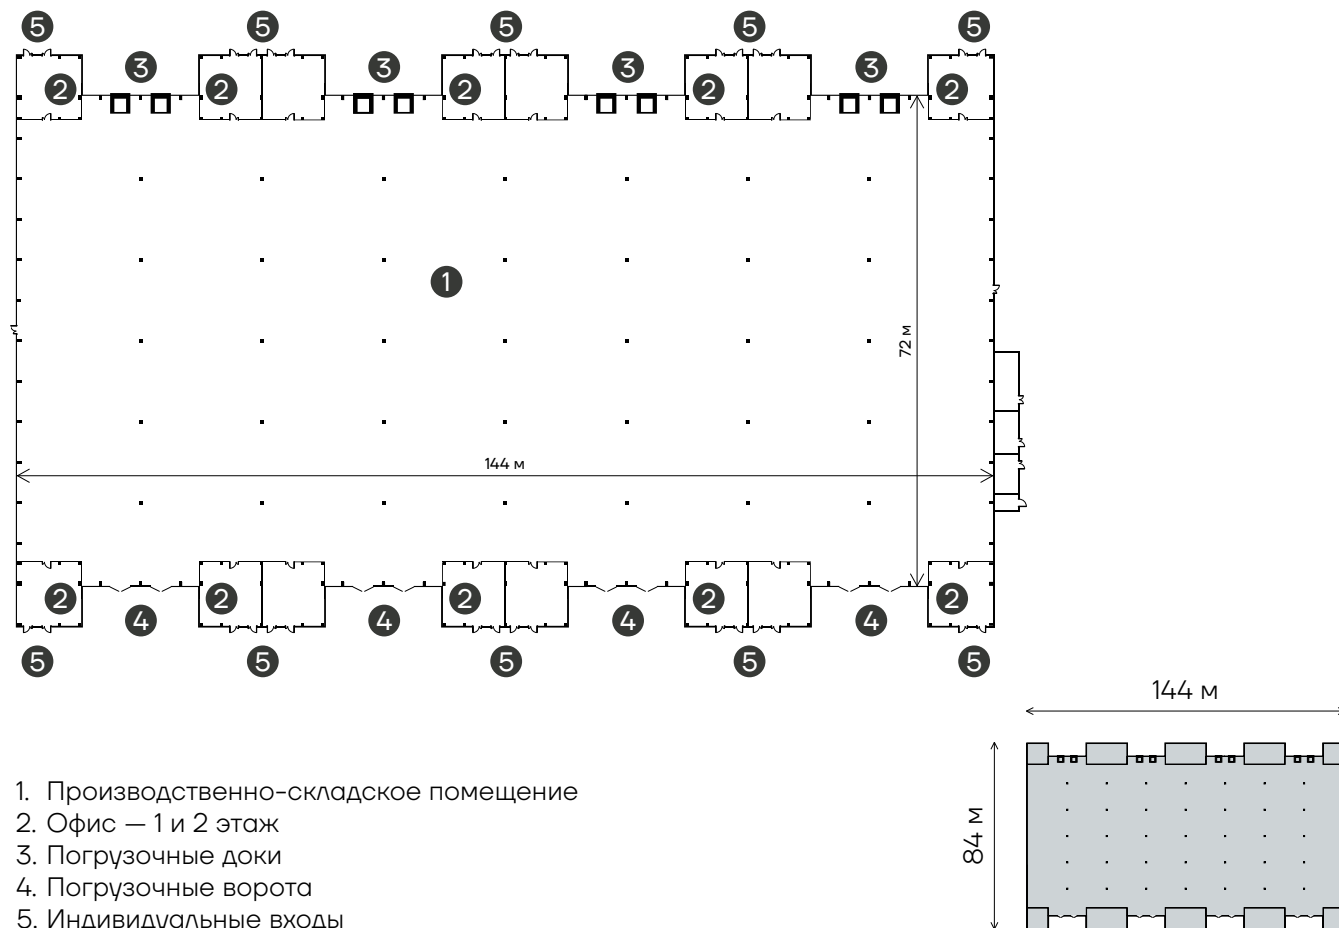 5 5 5 5 5
3 3 3 3
2 2 2 2 2
1
72 м
144 м
2 2 2 2 2
4 4 4 4
5 5 5 5 5
144 м
84 м
1. Производственно-складское помещение
2. Офис — 1 и 2 этаж
3. Погрузочные доки
4. Погрузочные ворота
5. Индивидуальные входы